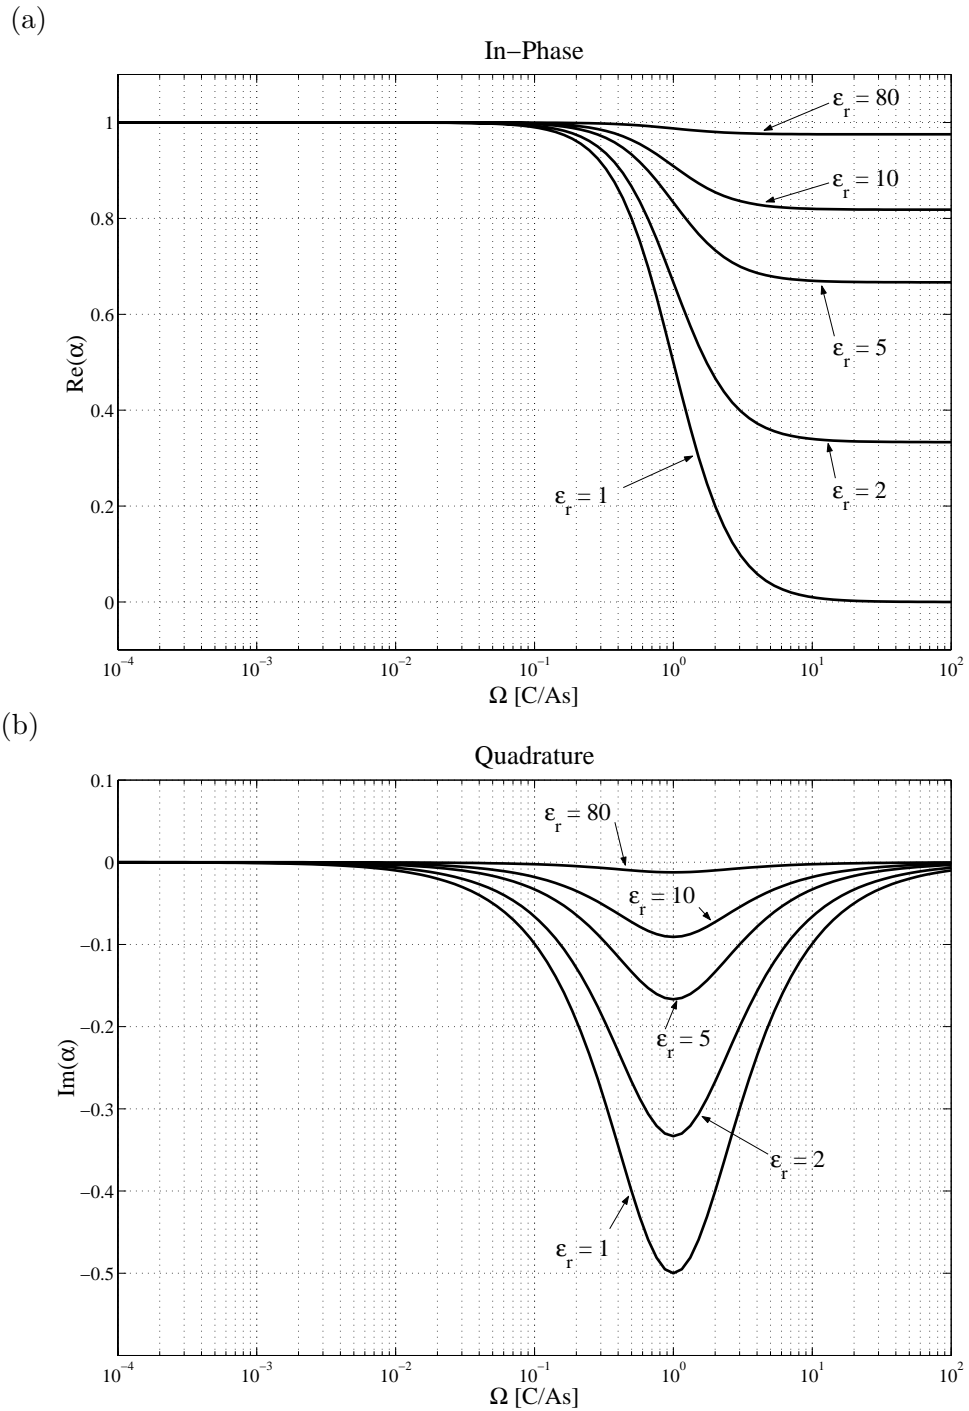 (a)
In−Phase
Re(α)
1
0.8
0.6
0.4
0.2
0
ε_r = 80
ε_r = 10
ε_r = 5
ε_r = 2
ε_r = 1
10^−4 10^−3 10^−2 10^−1 10^0 10^1 10^2
Ω [C/As]
(b)
Quadrature
Im(α)
0.1
0
−0.1
−0.2
−0.3
−0.4
−0.5
ε_r = 80
ε_r = 10
ε_r = 5
ε_r = 2
ε_r = 1
10^−4 10^−3 10^−2 10^−1 10^0 10^1 10^2
Ω [C/As]